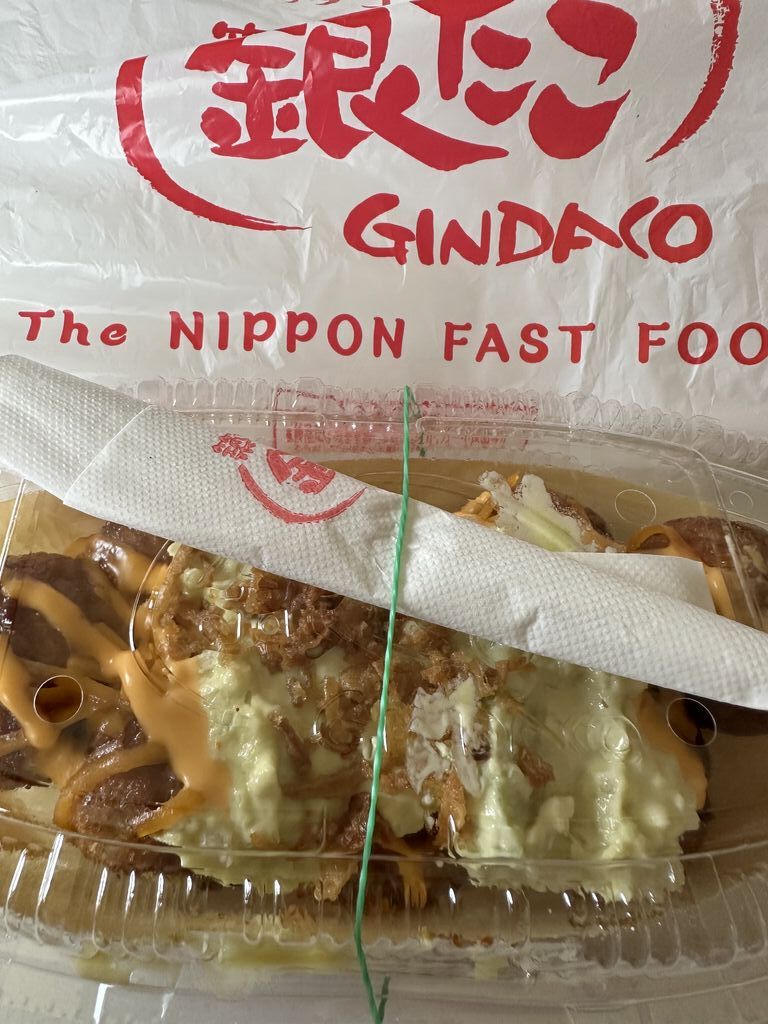 銀だこ
GINDACO
The NIPPON FAST FOO